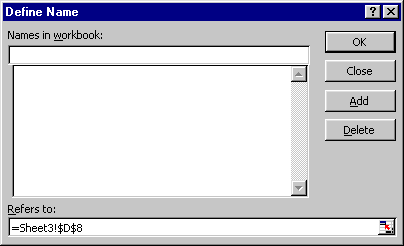 Define Name
Names in workbook:
OK
Close
Add
Delete
Refers to:
=Sheet3!$D$8